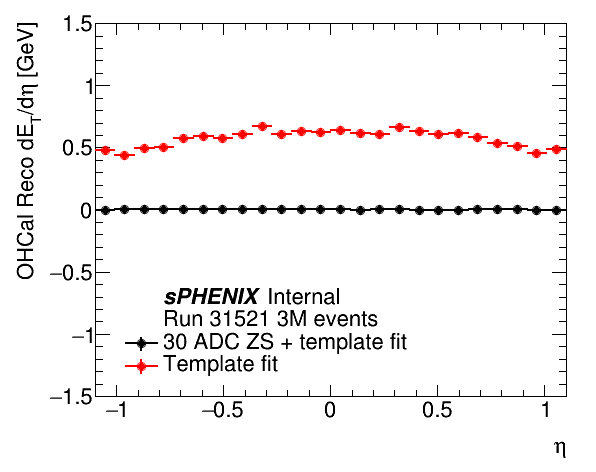 OHCal Reco dE_T/dη [GeV]
1.5
1
0.5
0
−0.5
−1
−1.5
sPHENIX Internal
Run 31521 3M events
30 ADC ZS + template fit
Template fit
−1 −0.5 0 0.5 1
η